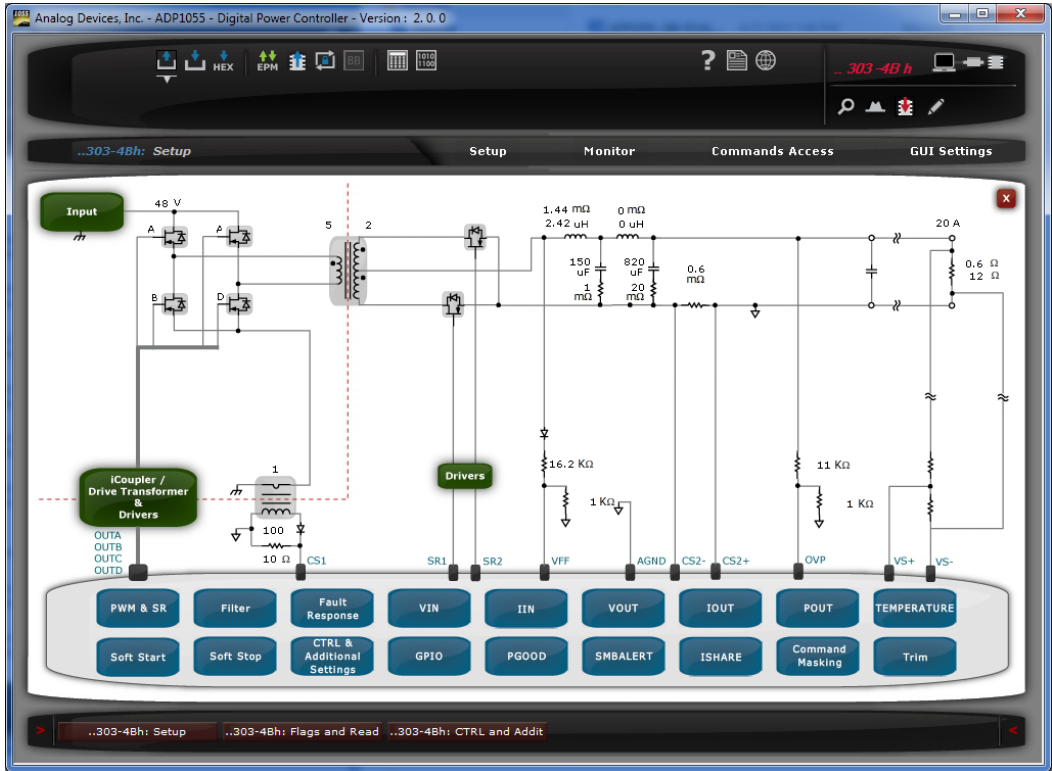 1055 Analog Devices, Inc. - ADP1055 - Digital Power Controller - Version : 2. 0. 0
HEX
EPM
BB
1010
1100
?
.. 303 -4B h
..303-4Bh: Setup
Setup
Monitor
Commands Access
GUI Settings
X
Input
48 V
A
B
D
5
2
1.44 mΩ
2.42 uH
0 mΩ
0 uH
150
uF
1
mΩ
820
uF
20
mΩ
0.6
mΩ
20 A
0.6 Ω
12 Ω
iCoupler /
Drive Transformer
&
Drivers
1
100
10 Ω
Drivers
16.2 KΩ
1 KΩ
11 KΩ
1 KΩ
OUTA
OUTB
OUTC
OUTD
CS1
SR1
SR2
VFF
AGND
CS2-
CS2+
OVP
VS+
VS-
PWM & SR
Filter
Fault
Response
VIN
IIN
VOUT
IOUT
POUT
TEMPERATURE
Soft Start
Soft Stop
CTRL &
Additional
Settings
GPIO
PGOOD
SMBALERT
ISHARE
Command
Masking
Trim
>
..303-4Bh: Setup
..303-4Bh: Flags and Read
..303-4Bh: CTRL and Addit
<